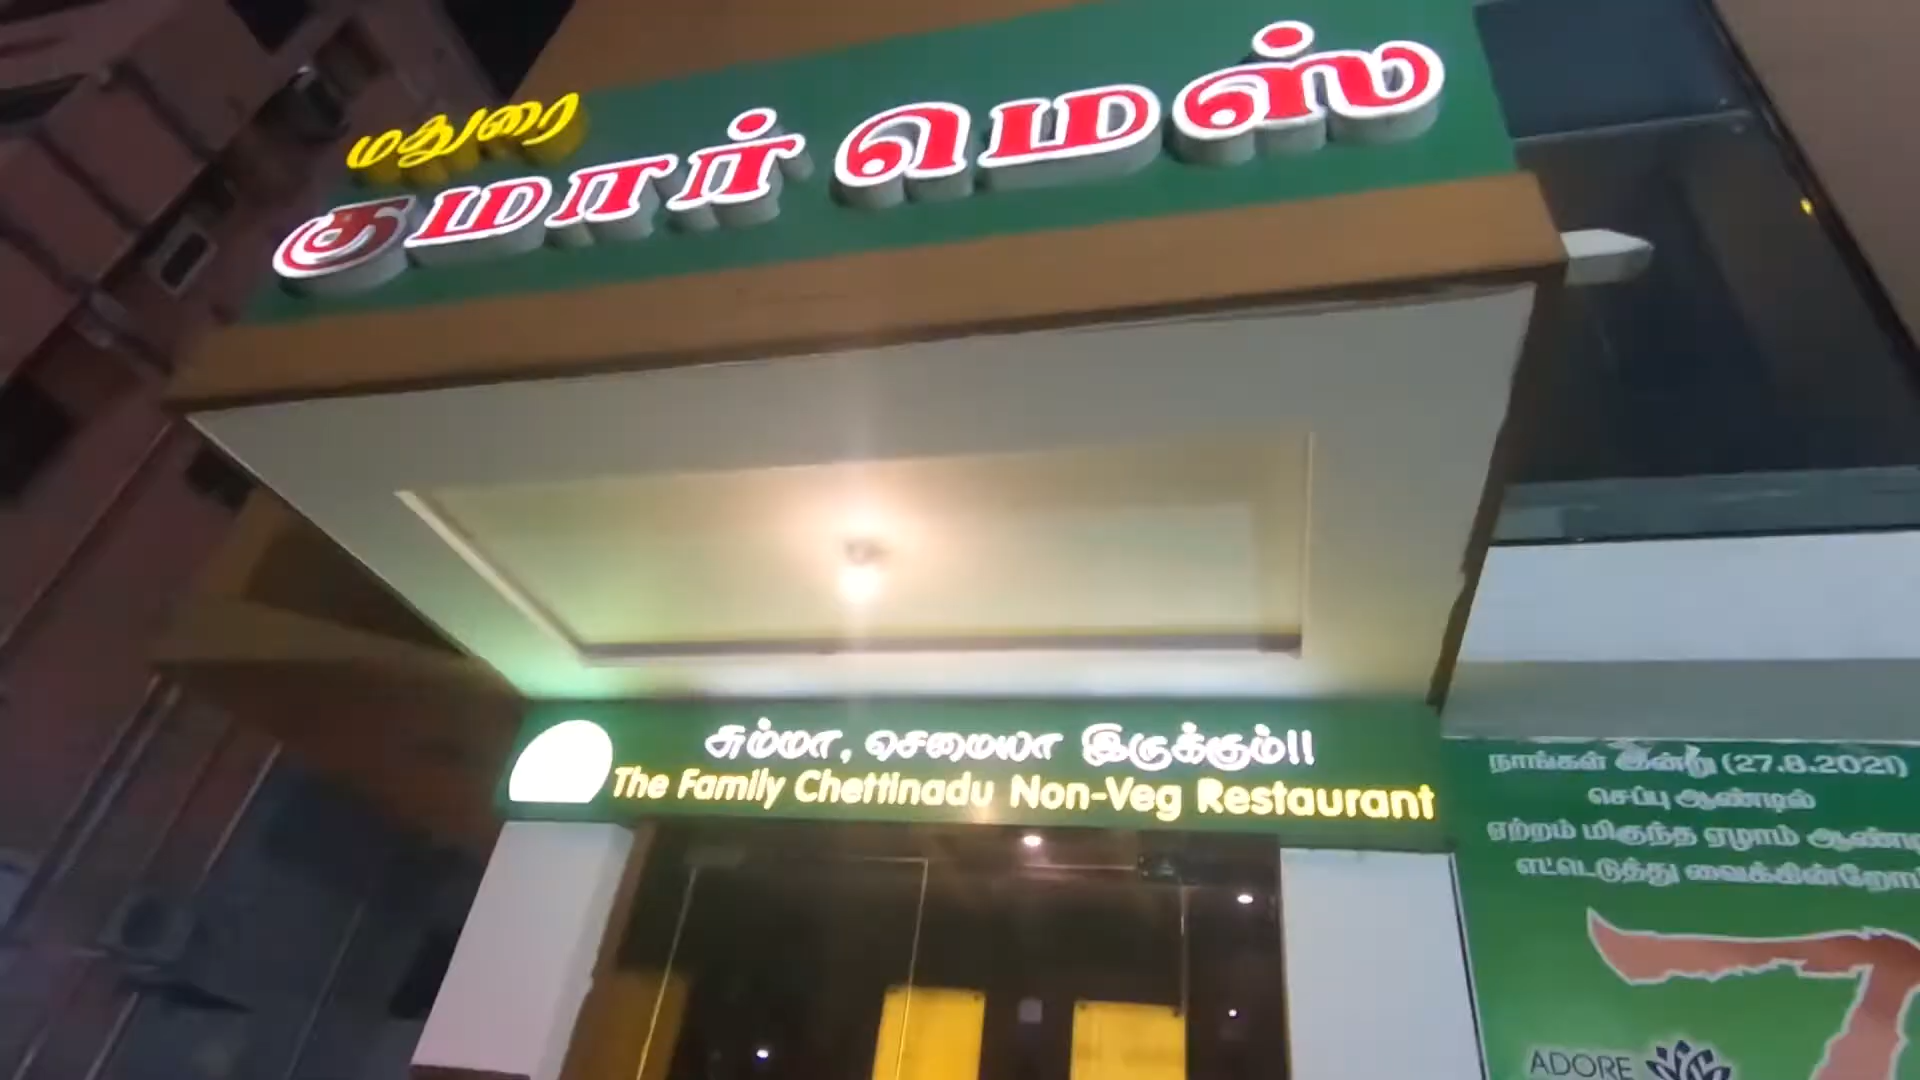 மதுரை
குமார் மெஸ்
சும்மா, செமையா இருக்கும்!!
The Family Chettinadu Non-Veg Restaurant
நாங்கள் இன்று (27.8.2021)
செப்பு ஆண்டில்
ஏற்றம் மிகுந்த ஏழாம்
எட்டெடுத்து
7
ADORE